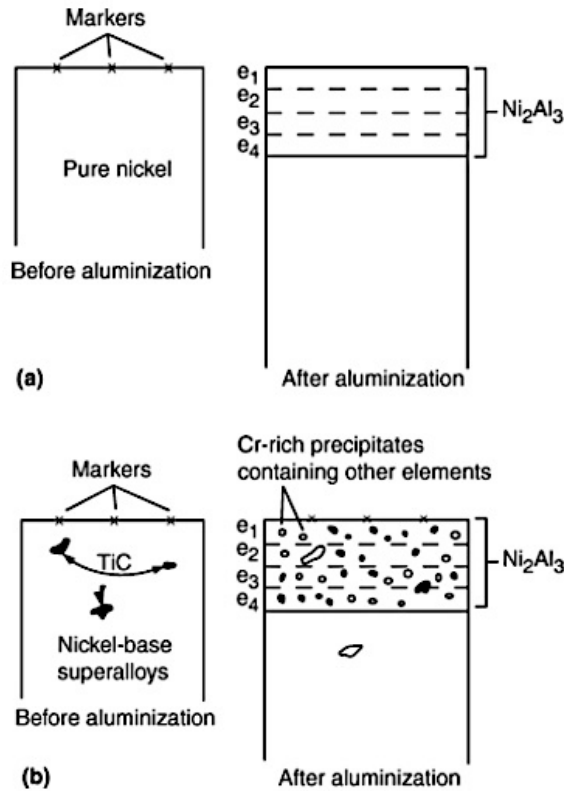 Markers
e1
e2
e3
e4
Ni2Al3
Pure nickel
Before aluminization
After aluminization
(a)
Cr-rich precipitates
containing other elements
Markers
TiC
e1
e2
e3
e4
Ni2Al3
Nickel-base
superalloys
Before aluminization
After aluminization
(b)